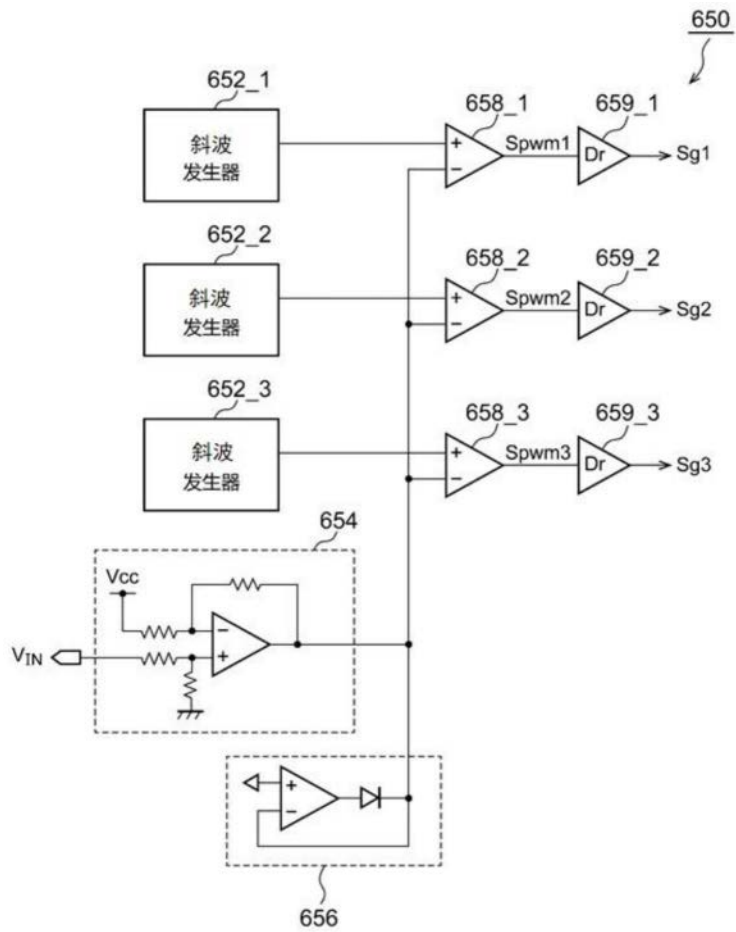 650
652_1
658_1
659_1
斜波
发生器
+
−
Spwm1
Dr
Sg1
652_2
658_2
659_2
斜波
发生器
+
−
Spwm2
Dr
Sg2
652_3
658_3
659_3
斜波
发生器
+
−
Spwm3
Dr
Sg3
654
Vcc
−
+
VIN
+
−
656